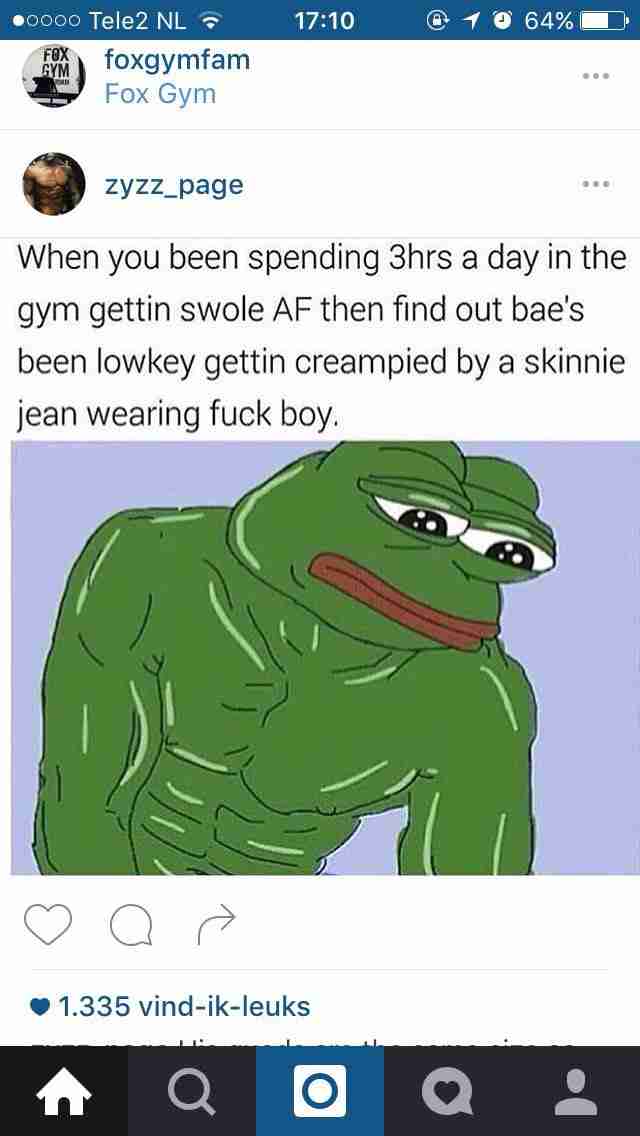 Tele2 NL 17:10 64%
FOX
GYM
foxgymfam
Fox Gym
zyzz_page
When you been spending 3hrs a day in the
gym gettin swole AF then find out bae's
been lowkey gettin creampied by a skinnie
jean wearing fuck boy.
1.335 vind-ik-leuks